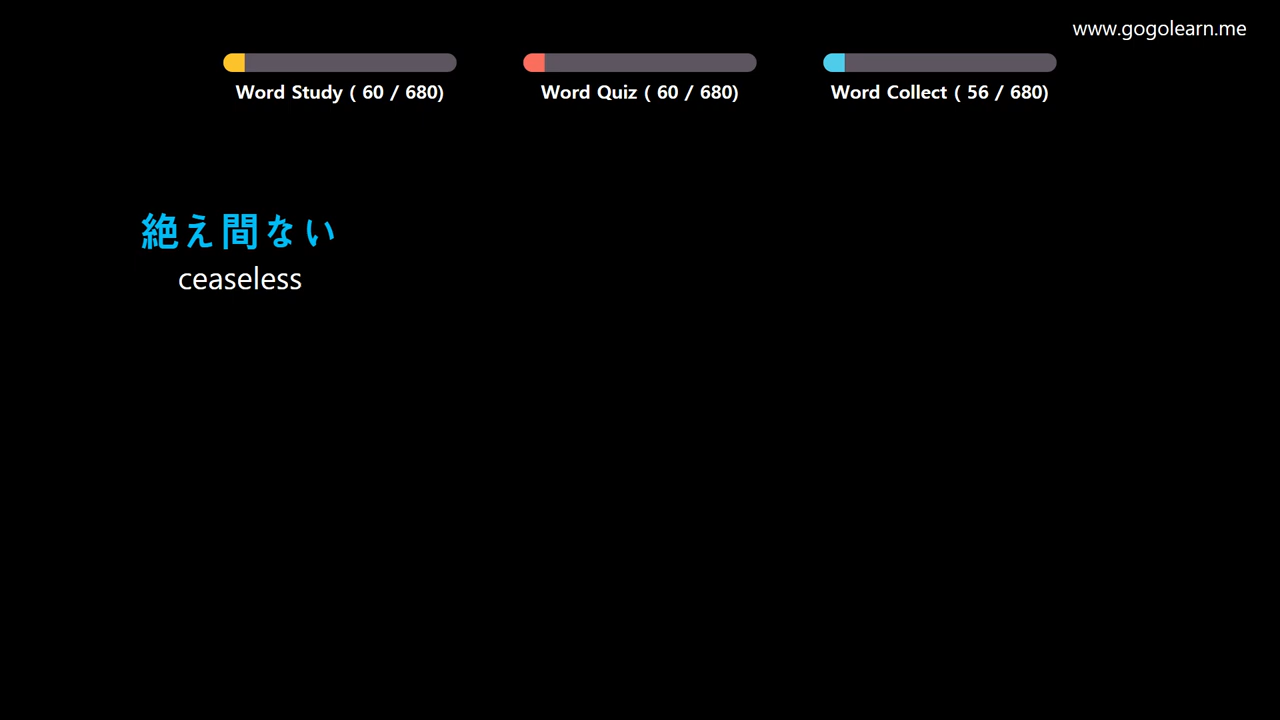 www.gogolearn.me
Word Study ( 60 / 680)
Word Quiz ( 60 / 680)
Word Collect ( 56 / 680)
絶え間ない
ceaseless